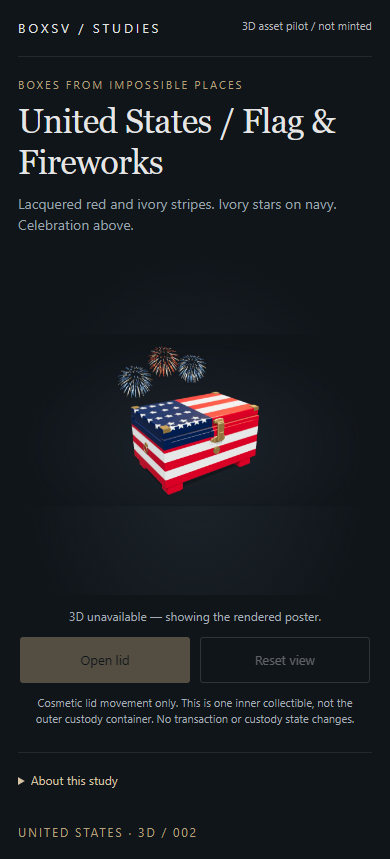 BOXSV / STUDIES
3D asset pilot / not minted
BOXES FROM IMPOSSIBLE PLACES
United States / Flag &
Fireworks
Lacquered red and ivory stripes. Ivory stars on navy.
Celebration above.
3D unavailable — showing the rendered poster.
Open lid
Reset view
Cosmetic lid movement only. This is one inner collectible, not the
outer custody container. No transaction or custody state changes.
About this study
UNITED STATES · 3D / 002